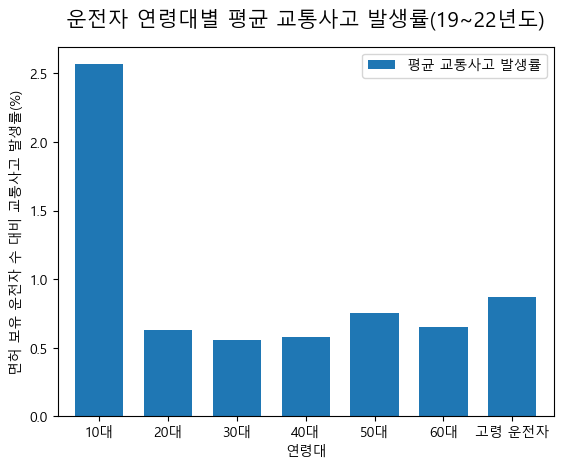 운전자 연령대별 평균 교통사고 발생률(19~22년도)
평균 교통사고 발생률
면허 보유 운전자 수 대비 교통사고 발생률(%)
2.5
2.0
1.5
1.0
0.5
0.0
10대 20대 30대 40대 50대 60대 고령 운전자
연령대